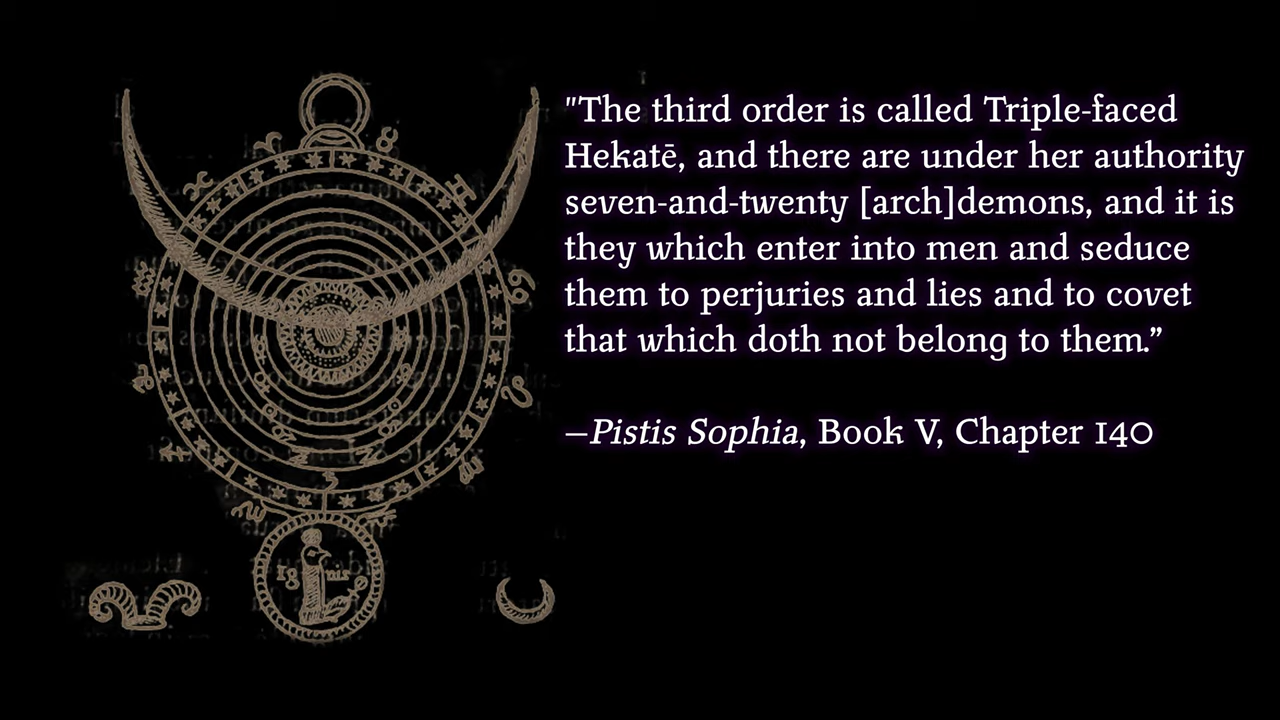 "The third order is called Triple-faced
Hekatē, and there are under her authority
seven-and-twenty [arch]demons, and it is
they which enter into men and seduce
them to perjuries and lies and to covet
that which doth not belong to them.”
—Pistis Sophia, Book V, Chapter 140
Ig nis